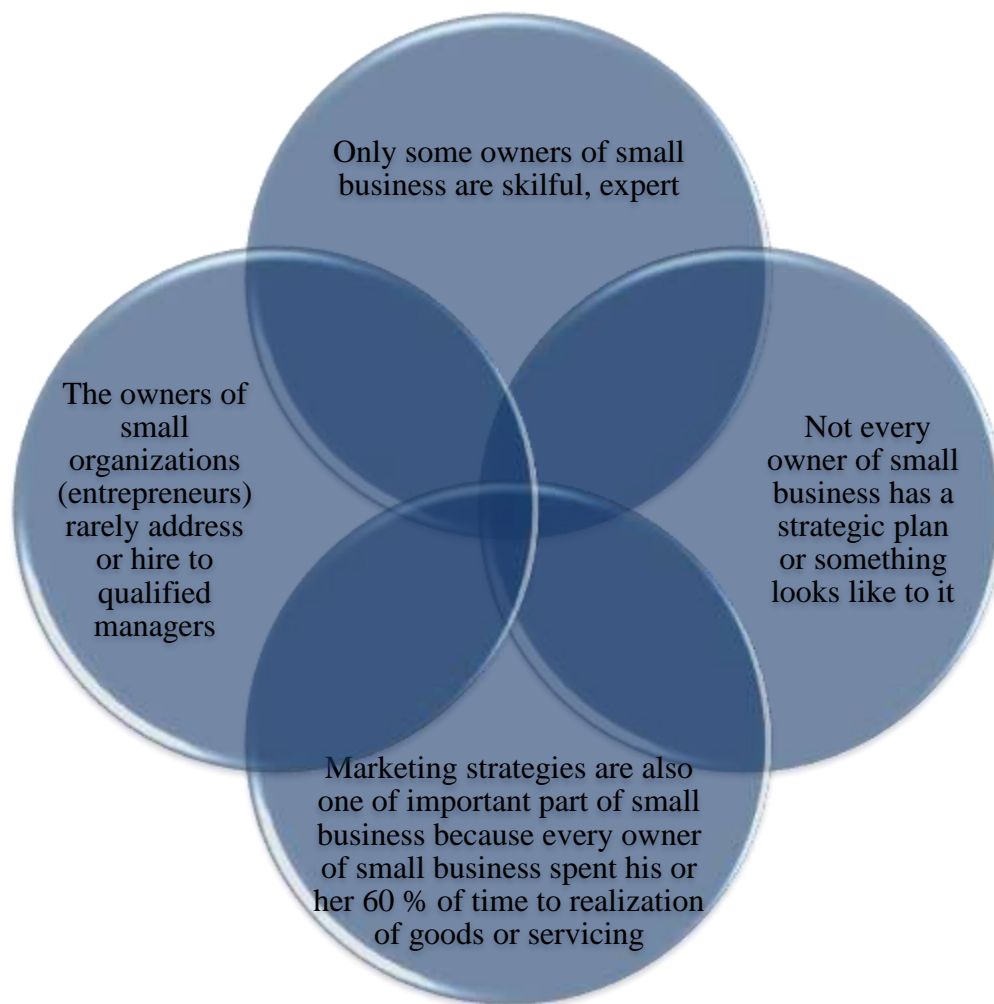 Only some owners of small
business are skilful, expert
The owners of
small
organizations
(entrepreneurs)
rarely address
or hire to
qualified
managers
Not every
owner of small
business has a
strategic plan
or something
looks like to it
Marketing strategies are also
one of important part of small
business because every owner
of small business spent his or
her 60 % of time to realization
of goods or servicing